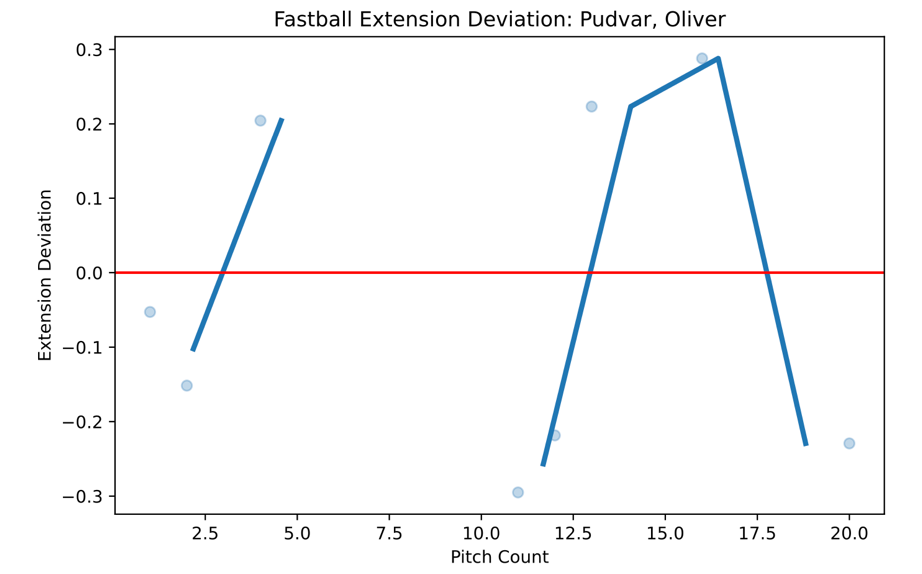 Fastball Extension Deviation: Pudvar, Oliver
0.3
0.2
0.1
0.0
−0.1
−0.2
−0.3
Extension Deviation
2.5 5.0 7.5 10.0 12.5 15.0 17.5 20.0
Pitch Count